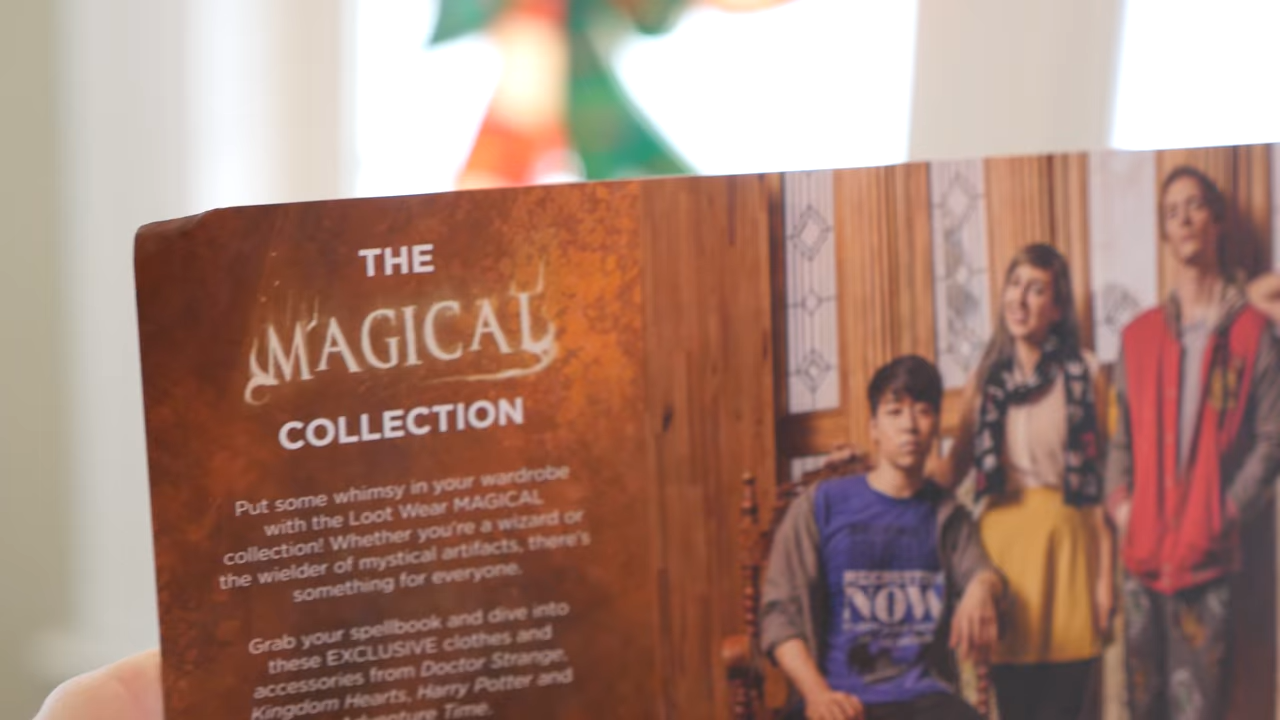 THE
MAGICAL
COLLECTION
Put some whimsy in your wardrobe
with the Loot Wear MAGICAL
collection! Whether you're a wizard or
the wielder of mystical artifacts, there's
something for everyone.
Grab your spellbook and dive into
these EXCLUSIVE clothes and
accessories from Doctor Strange,
Kingdom Hearts, Harry Potter and
Adventure Time.
NOW